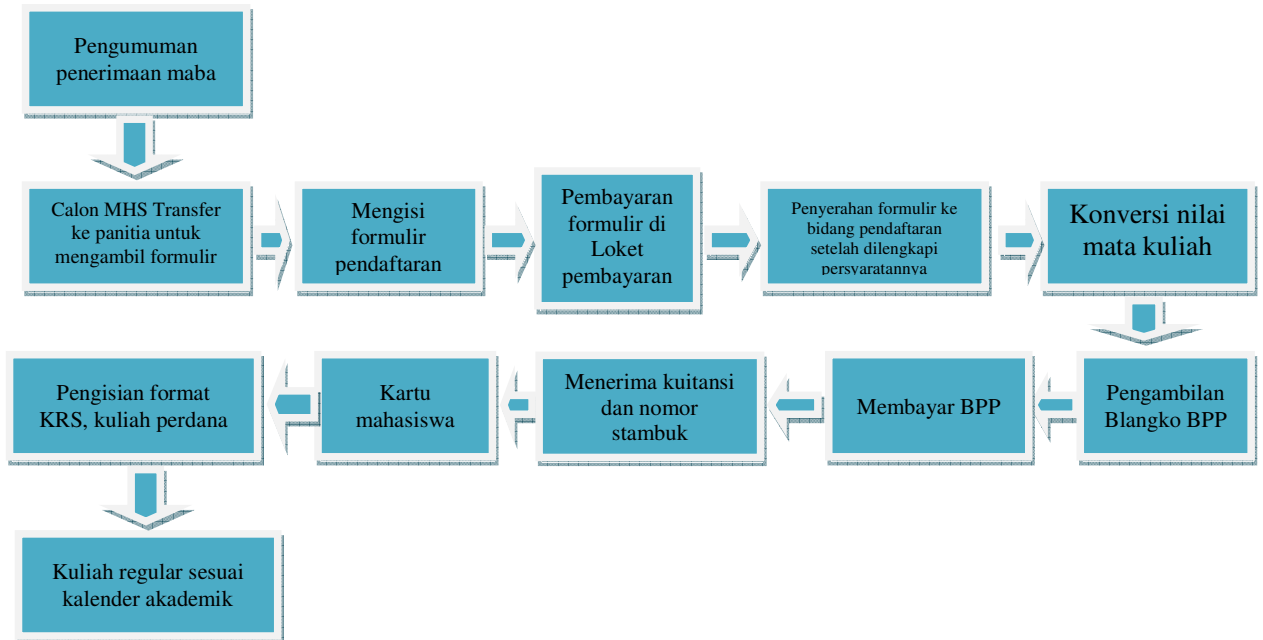 Pengumuman
penerimaan maba
Calon MHS Transfer
ke panitia untuk
mengambil formulir
Mengisi
formulir
pendaftaran
Pembayaran
formulir di
Loket
pembayaran
Penyerahan formulir ke
bidang pendaftaran
setelah dilengkapi
persyaratannya
Konversi nilai
mata kuliah
Pengambilan
Blangko BPP
Membayar BPP
Menerima kuitansi
dan nomor
stambuk
Kartu
mahasiswa
Pengisian format
KRS, kuliah perdana
Kuliah regular sesuai
kalender akademik